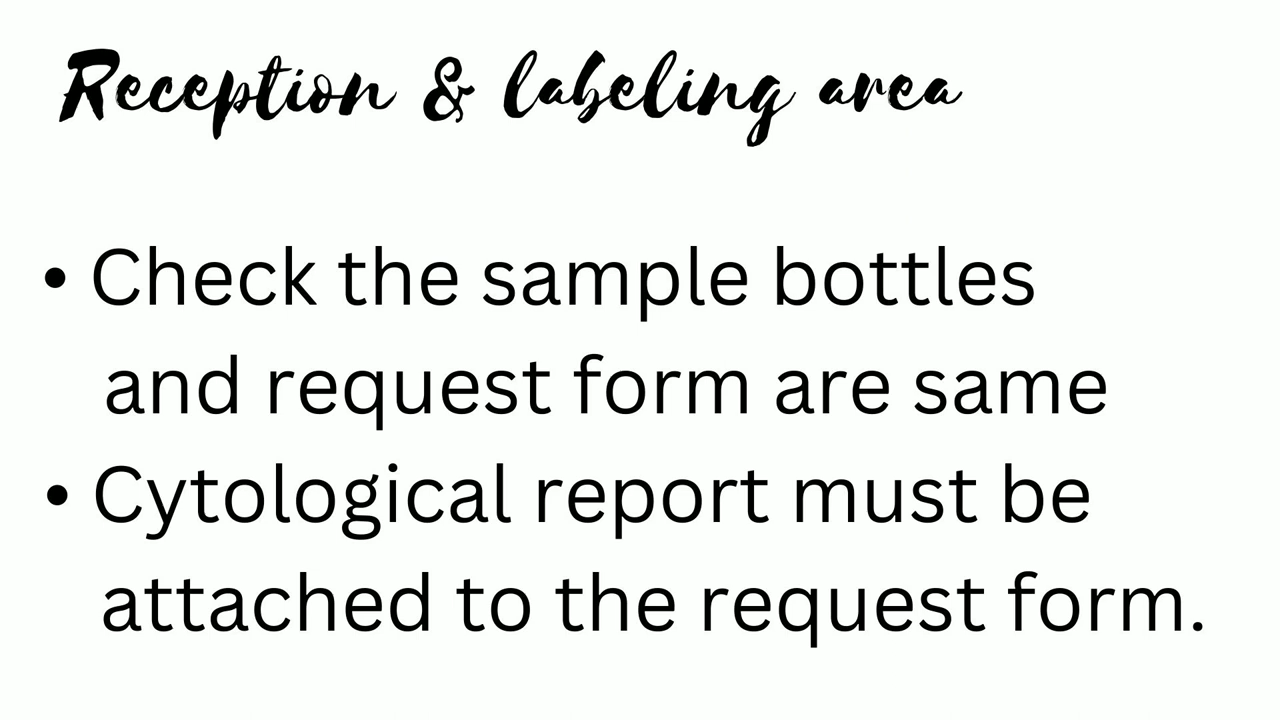 Reception & labeling area
• Check the sample bottles
and request form are same
• Cytological report must be
attached to the request form.